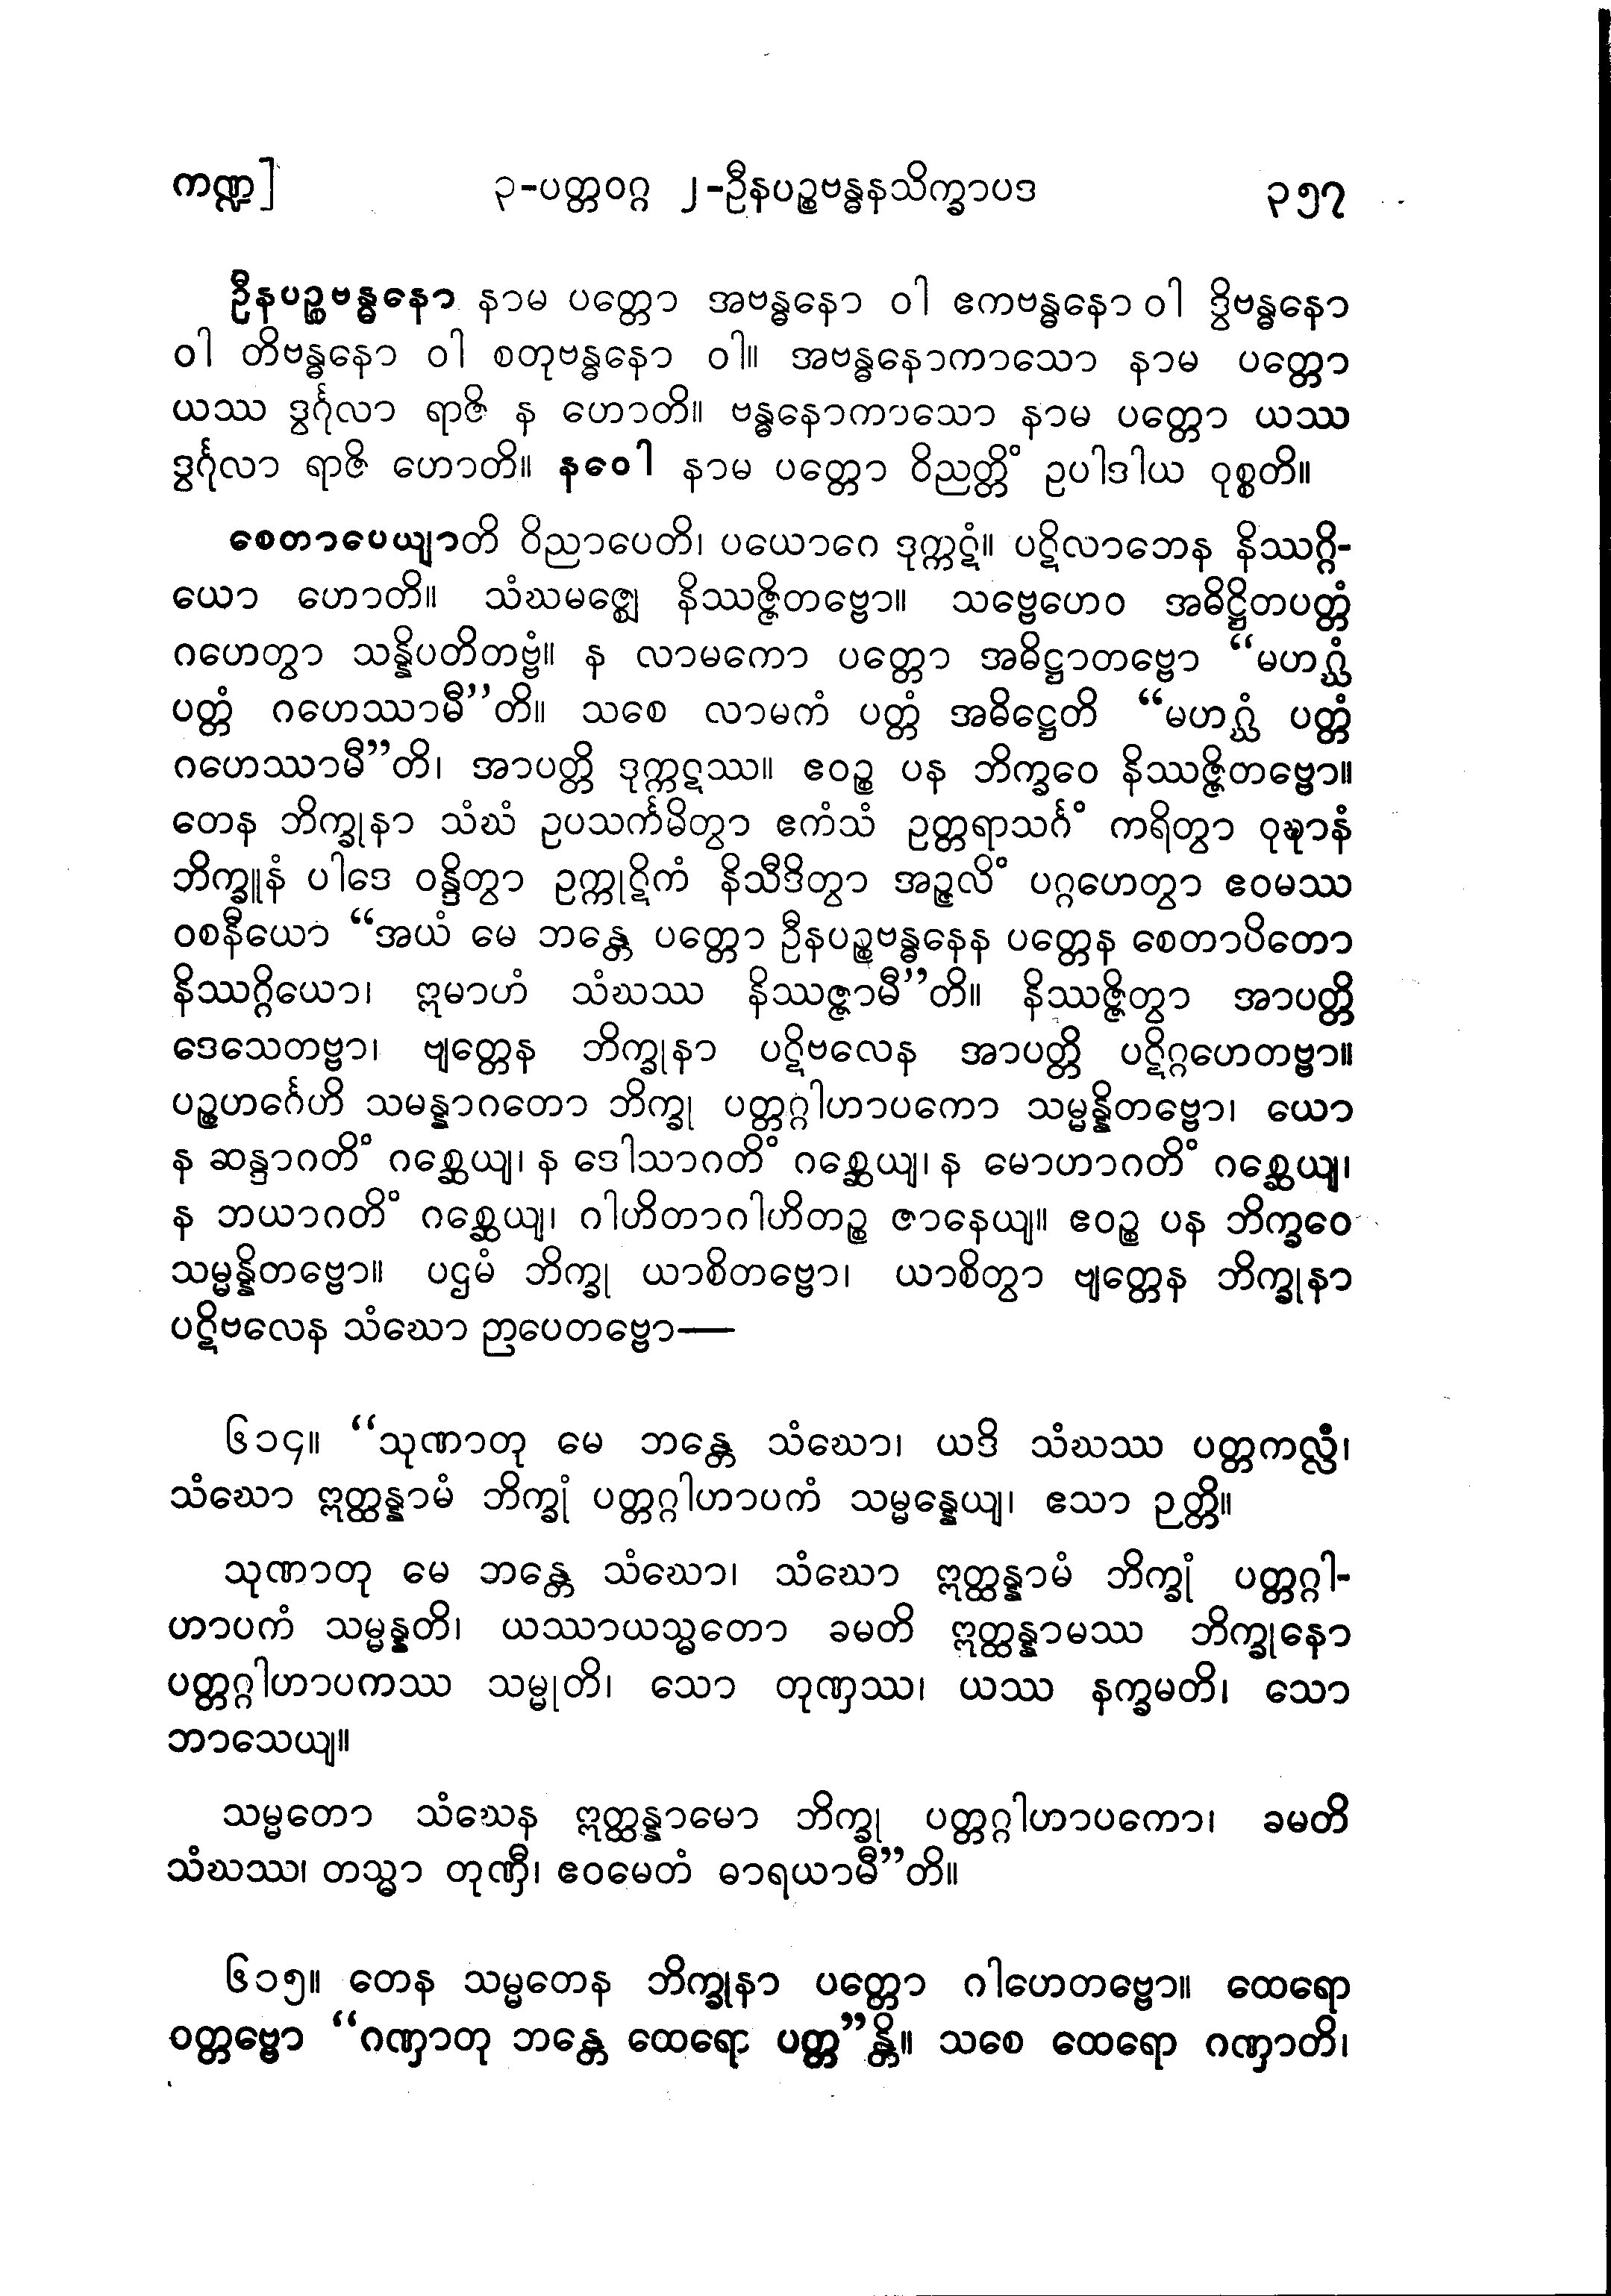 ကဏ္ဍ] ၃-ပတ္တဝဂ္ဂ ၂-ဦနပဉ္စဗန္ဓနသိက္ခာပဒ ၃၅၇
ဦနပဉ္စဗန္ဓနော နာမ ပတ္တော အဗန္ဓနော ဝါ ဧကဗန္ဓနော ဝါ ဒွိဗန္ဓနော
ဝါ တိဗန္ဓနော ဝါ စတုဗန္ဓနော ဝါ။ အဗန္ဓနောကာသော နာမ ပတ္တော
ယဿ ဒွင်္ဂုလာ ရာဇိ န ဟောတိ။ ဗန္ဓနောကာသော နာမ ပတ္တော ယဿ
ဒွင်္ဂုလာ ရာဇိ ဟောတိ။ နဝေါ နာမ ပတ္တော ဝိညတ္တိံ ဥပါဒါယ ဝုစ္စတိ။
စေတာပေယျာတိ ဝိညာပေတိ၊ ပယောဂေ ဒုက္ကဋံ။ ပဋိလာဘေန နိဿဂ္ဂိ-
ယော ဟောတိ။ သံဃမဇ္ဈေ နိဿဇ္ဇိတဗ္ဗော။ သဗ္ဗေဟေဝ အဓိဋ္ဌိတပတ္တံ
ဂဟေတွာ သန္နိပတိတဗ္ဗံ။ န လာမကော ပတ္တော အဓိဋ္ဌာတဗ္ဗော “မဟဂ္ဃံ
ပတ္တံ ဂဟေဿာမီ”တိ။ သစေ လာမကံ ပတ္တံ အဓိဋ္ဌေတိ “မဟဂ္ဃံ ပတ္တံ
ဂဟေဿာမီ”တိ၊ အာပတ္တိ ဒုက္ကဋဿ။ ဧဝဉ္စ ပန ဘိက္ခဝေ နိဿဇ္ဇိတဗ္ဗော။
တေန ဘိက္ခုနာ သံဃံ ဥပသင်္ကမိတွာ ဧကံသံ ဥတ္တရာသင်္ဂံ ကရိတွာ ဝုဍ္ဎာနံ
ဘိက္ခူနံ ပါဒေ ဝန္ဒိတွာ ဥက္ကုဋိကံ နိသီဒိတွာ အဉ္ဇလိံ ပဂ္ဂဟေတွာ ဧဝမဿ
ဝစနီယော “အယံ မေ ဘန္တေ ပတ္တော ဦနပဉ္စဗန္ဓနေန ပတ္တေန စေတာပိတော
နိဿဂ္ဂိယော၊ ဣမာဟံ သံဃဿ နိဿဇ္ဇာမီ”တိ။ နိဿဇ္ဇိတွာ အာပတ္တိ
ဒေသေတဗ္ဗာ၊ ဗျတ္တေန ဘိက္ခုနာ ပဋိဗလေန အာပတ္တိ ပဋိဂ္ဂဟေတဗ္ဗာ။
ပဉ္စဟင်္ဂေဟိ သမန္နာဂတော ဘိက္ခု ပတ္တဂ္ဂါဟာပကော သမ္မန္နိတဗ္ဗော၊ ယော
န ဆန္ဒာဂတိံ ဂစ္ဆေယျ၊ န ဒေါသာဂတိံ ဂစ္ဆေယျ၊ န မောဟာဂတိံ ဂစ္ဆေယျ၊
န ဘယာဂတိံ ဂစ္ဆေယျ၊ ဂါဟိတာဂါဟိတဉ္စ ဇာနေယျ။ ဧဝဉ္စ ပန ဘိက္ခဝေ
သမ္မန္နိတဗ္ဗော။ ပဌမံ ဘိက္ခု ယာစိတဗ္ဗော၊ ယာစိတွာ ဗျတ္တေန ဘိက္ခုနာ
ပဋိဗလေန သံဃော ဉာပေတဗ္ဗော—
၆၁၄။ “သုဏာတု မေ ဘန္တေ သံဃော၊ ယဒိ သံဃဿ ပတ္တကလ္လံ၊
သံဃော ဣတ္ထန္နာမံ ဘိက္ခုံ ပတ္တဂ္ဂါဟာပကံ သမ္မန္နေယျ၊ ဧသာ ဉတ္တိ။
သုဏာတု မေ ဘန္တေ သံဃော၊ သံဃော ဣတ္ထန္နာမံ ဘိက္ခုံ ပတ္တဂ္ဂါ-
ဟာပကံ သမ္မန္နတိ၊ ယဿာယသ္မတော ခမတိ ဣတ္ထန္နာမဿ ဘိက္ခုနော
ပတ္တဂ္ဂါဟာပကဿ သမ္မုတိ၊ သော တုဏှဿ၊ ယဿ နက္ခမတိ၊ သော
ဘာသေယျ။
သမ္မတော သံဃေန ဣတ္ထန္နာမော ဘိက္ခု ပတ္တဂ္ဂါဟာပကော၊ ခမတိ
သံဃဿ၊ တသ္မာ တုဏှီ၊ ဧဝမေတံ ဓာရယာမီ”တိ။
၆၁၅။ တေန သမ္မတေန ဘိက္ခုနာ ပတ္တော ဂါဟေတဗ္ဗော။ ထေရော
ဝတ္တဗ္ဗော “ဂဏှာတု ဘန္တေ ထေရော ပတ္တ”န္တိ။ သစေ ထေရော ဂဏှာတိ၊